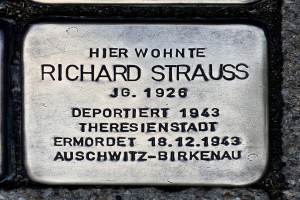 HIER WOHNTE
RICHARD STRAUSS
JG. 1926
DEPORTIERT 1943
THERESIENSTADT
ERMORDET 18.12.1943
AUSCHWITZ-BIRKENAU